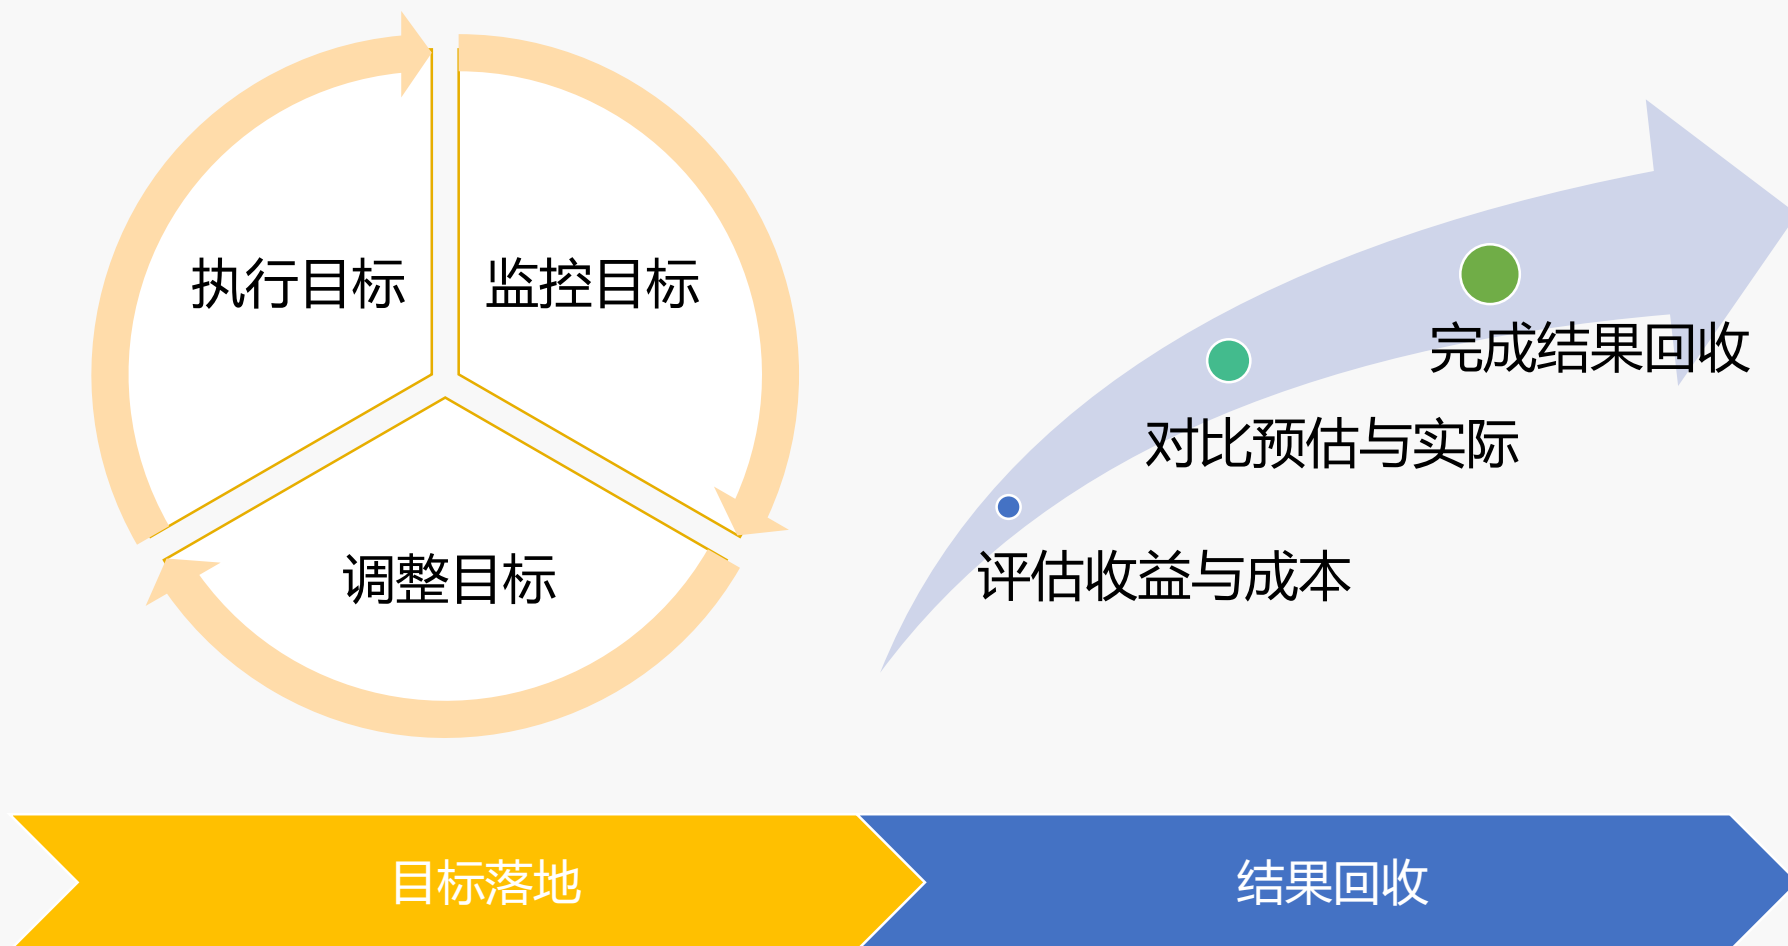 执行目标
监控目标
调整目标
完成结果回收
对比预估与实际
评估收益与成本
目标落地
结果回收